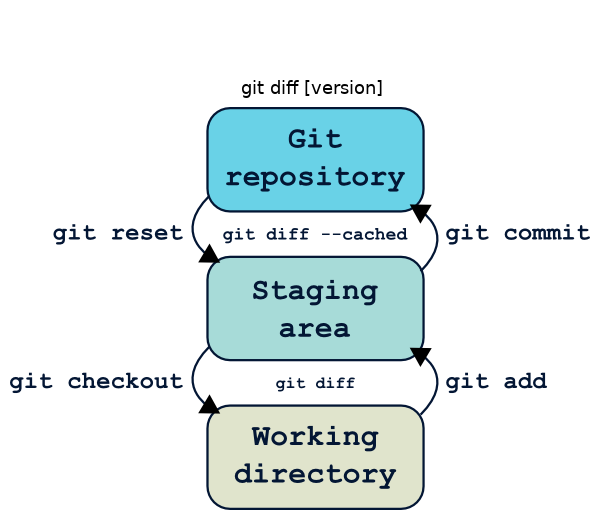 git diff [version]
Git
repository
git reset
git diff --cached
git commit
Staging
area
git checkout
git diff
git add
Working
directory